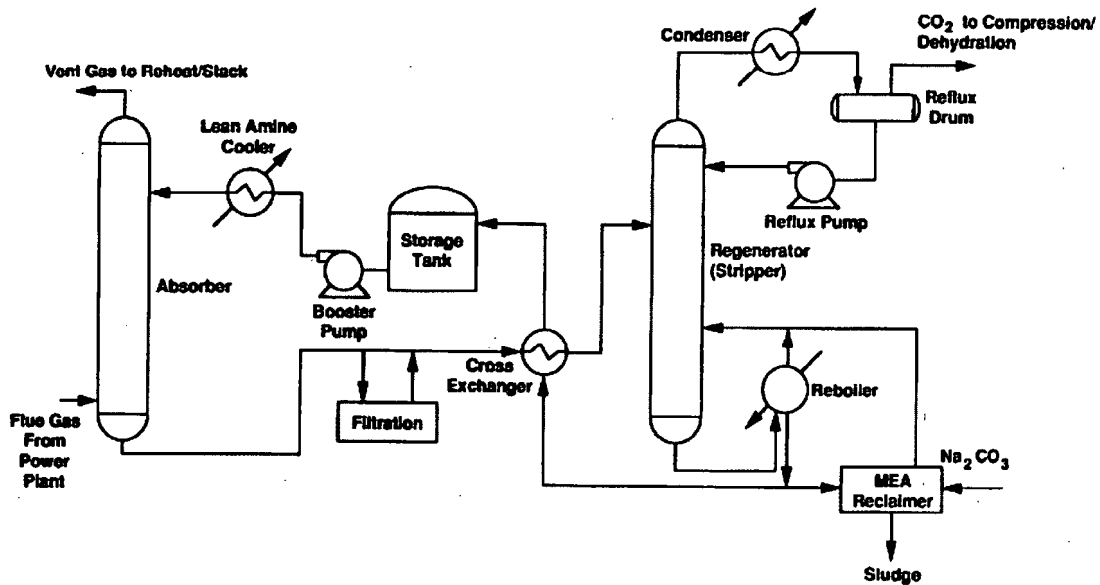 Condenser
CO2 to Compression/
Dehydration
Vent Gas to Reheat/Stack
Reflux
Drum
Lean Amine
Cooler
Reflux Pump
Storage
Tank
Regenerator
(Stripper)
Absorber
Booster
Pump
Cross
Exchanger
Reboiler
Filtration
Flue Gas
From
Power
Plant
Na2CO3
MEA
Reclaimer
Sludge